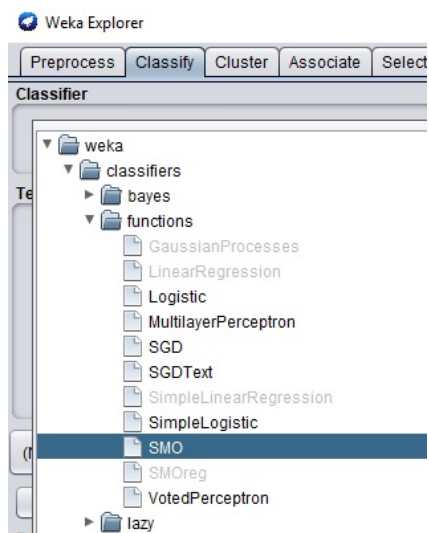 Weka Explorer
Preprocess Classify Cluster Associate Select
Classifier
weka
classifiers
Te
bayes
functions
GaussianProcesses
LinearRegression
Logistic
MultilayerPerceptron
SGD
SGDText
SimpleLinearRegression
SimpleLogistic
SMO
SMOreg
VotedPerceptron
lazy